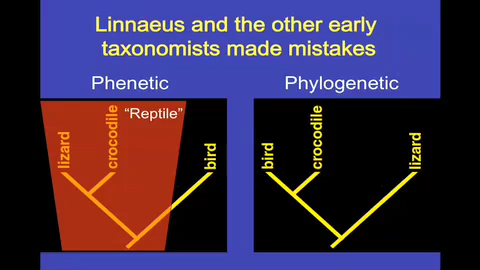 Linnaeus and the other early
taxonomists made mistakes
Phenetic
Phylogenetic
"Reptile"
lizard
crocodile
bird
bird
crocodile
lizard